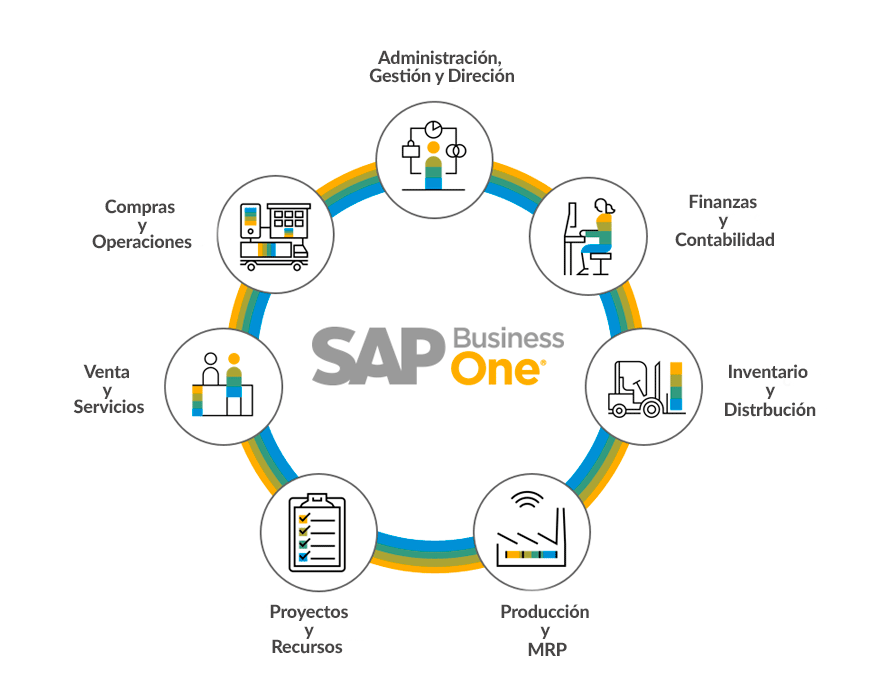 Administración,
Gestión y Direción
Finanzas
y
Contabilidad
Inventario
y
Distrbución
Producción
y
MRP
Proyectos
y
Recursos
Venta
y
Servicios
Compras
y
Operaciones
SAP Business
One®